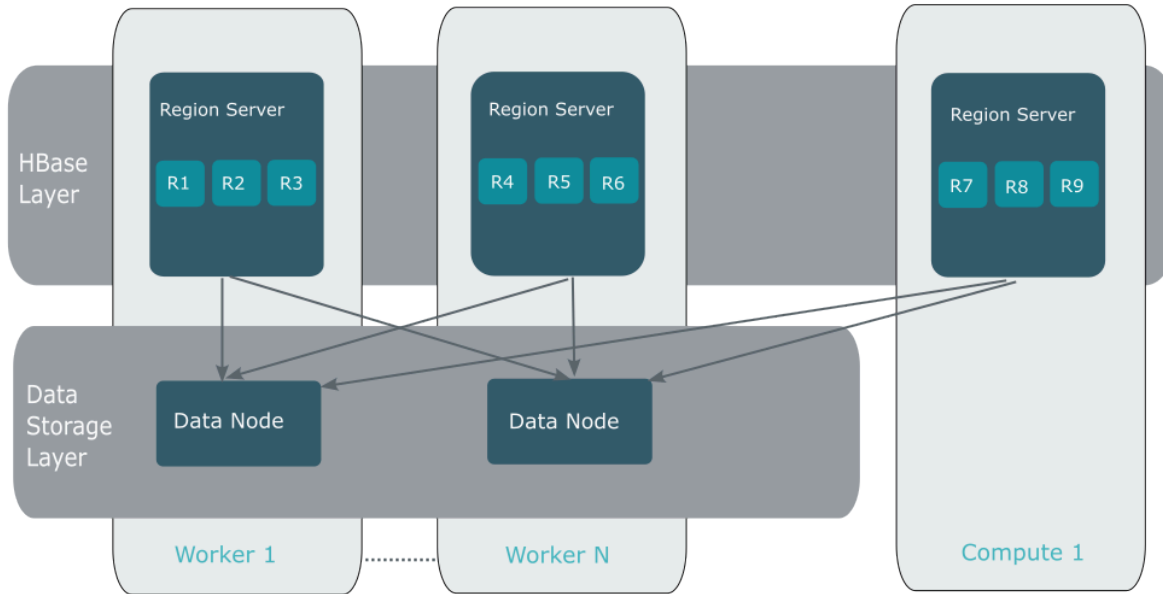 HBase
Layer
Region Server
R1 R2 R3
Region Server
R4 R5 R6
Region Server
R7 R8 R9
Data
Storage
Layer
Data Node
Data Node
Worker 1
Worker N
Compute 1